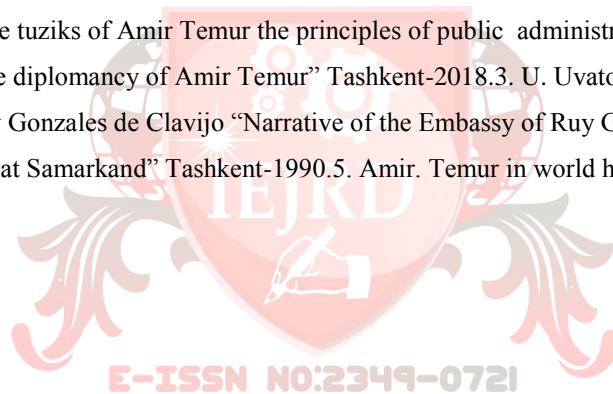 e tuziks of Amir Temur the principles of public administr
e diplomancy of Amir Temur” Tashkent-2018.3. U. Uvato
Gonzales de Clavijo “Narrative of the Embassy of Ruy
at Samarkand” Tashkent-1990.5. Amir. Temur in world h
IEJRD
E-ISSN NO:2349-0721